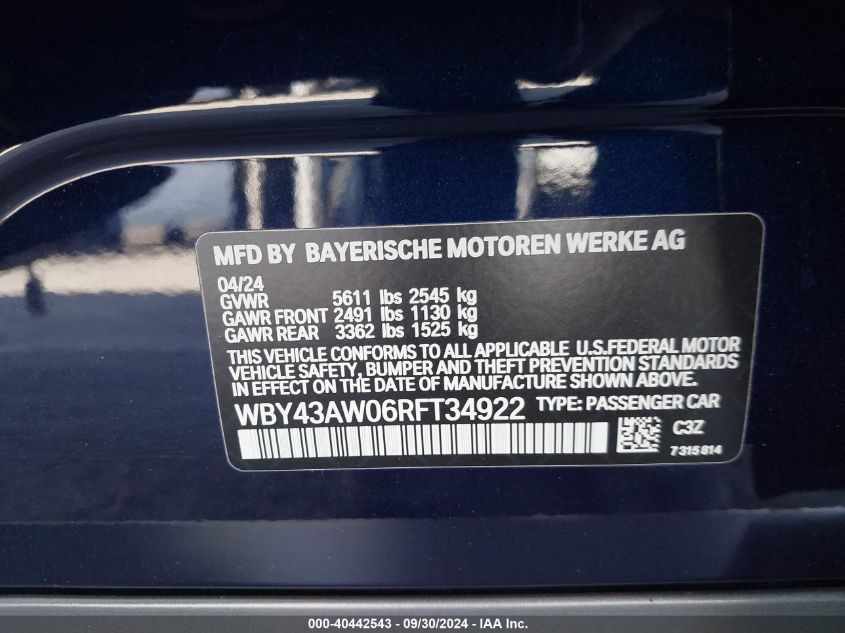 MFD BY BAYERISCHE MOTOREN WERKE AG
04/24
GVWR 5611 lbs 2545 kg
GAWR FRONT 2491 lbs 1130 kg
GAWR REAR 3362 lbs 1525 kg
THIS VEHICLE CONFORMS TO ALL APPLICABLE U.S.FEDERAL MOTOR
VEHICLE SAFETY, BUMPER AND THEFT PREVENTION STANDARDS
IN EFFECT ON THE DATE OF MANUFACTURE SHOWN ABOVE.
WBY43AW06RFT34922 TYPE: PASSENGER CAR
C3Z
7315814
000-40442543 - 09/30/2024 - IAA Inc.